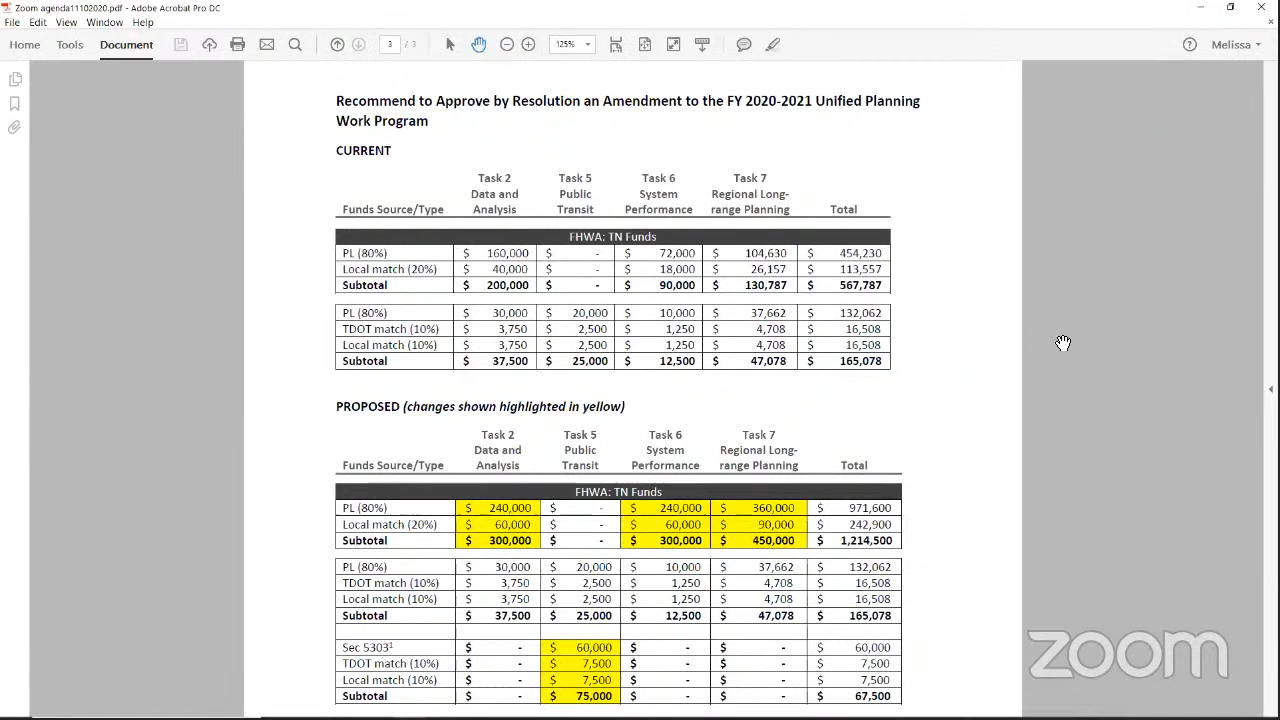 Zoom agenda11102020.pdf - Adobe Acrobat Pro DC
File Edit View Window Help
Home Tools Document 3 / 3 125% Melissa
Recommend to Approve by Resolution an Amendment to the FY 2020-2021 Unified Planning
Work Program
CURRENT
Task 2 Task 5 Task 6 Task 7
Data and Public System Regional Long-
Funds Source/Type Analysis Transit Performance range Planning Total
FHWA: TN Funds
PL (80%) $ 160,000 $ - $ 72,000 $ 104,630 $ 454,230
Local match (20%) $ 40,000 $ - $ 18,000 $ 26,157 $ 113,557
Subtotal $ 200,000 $ - $ 90,000 $ 130,787 $ 567,787
PL (80%) $ 30,000 $ 20,000 $ 10,000 $ 37,662 $ 132,062
TDOT match (10%) $ 3,750 $ 2,500 $ 1,250 $ 4,708 $ 16,508
Local match (10%) $ 3,750 $ 2,500 $ 1,250 $ 4,708 $ 16,508
Subtotal $ 37,500 $ 25,000 $ 12,500 $ 47,078 $ 165,078
PROPOSED (changes shown highlighted in yellow)
Task 2 Task 5 Task 6 Task 7
Data and Public System Regional Long-
Funds Source/Type Analysis Transit Performance range Planning Total
FHWA: TN Funds
PL (80%) $ 240,000 $ - $ 240,000 $ 360,000 $ 971,600
Local match (20%) $ 60,000 $ - $ 60,000 $ 90,000 $ 242,900
Subtotal $ 300,000 $ - $ 300,000 $ 450,000 $ 1,214,500
PL (80%) $ 30,000 $ 20,000 $ 10,000 $ 37,662 $ 132,062
TDOT match (10%) $ 3,750 $ 2,500 $ 1,250 $ 4,708 $ 16,508
Local match (10%) $ 3,750 $ 2,500 $ 1,250 $ 4,708 $ 16,508
Subtotal $ 37,500 $ 25,000 $ 12,500 $ 47,078 $ 165,078
Sec 5303¹ $ - $ 60,000 $ - $ - $ 60,000
TDOT match (10%) $ - $ 7,500 $ - $ - $ 7,500
Local match (10%) $ - $ 7,500 $ - $ - $ 7,500
Subtotal $ - $ 75,000 $ - $ - $ 67,500
zoom